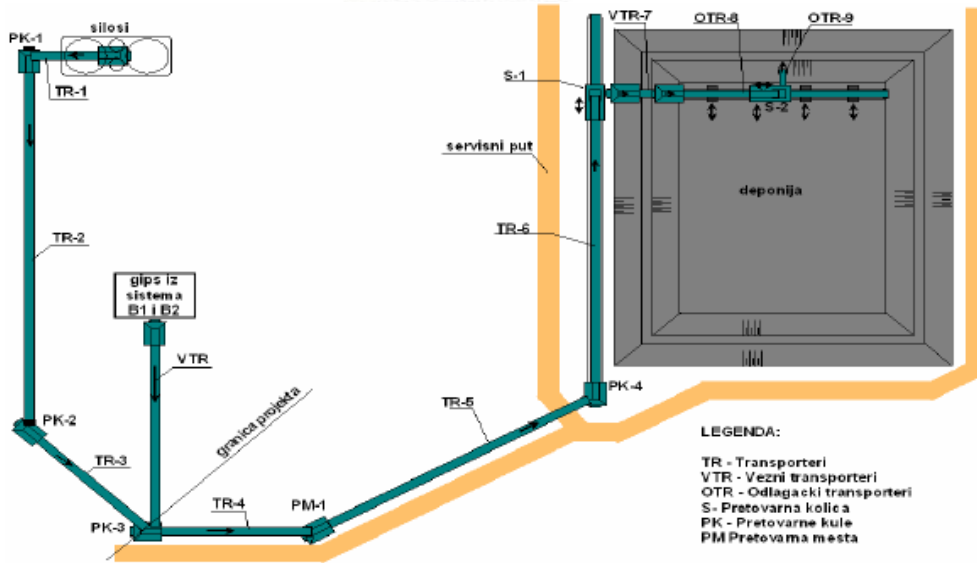 silosi
PK-1
TR-1
VTR-7
OTR-8
OTR-9
S-1
S-2
servisni put
deponija
TR-2
TR-6
gips iz
sistema
B1 i B2
VTR
granica projekta
PK-4
TR-5
PK-2
TR-3
TR-4
PM-1
PK-3
LEGENDA:
TR - Transporteri
VTR - Vezni transporteri
OTR - Odlagacki transporteri
S- Pretovarna kolica
PK - Pretovarne kule
PM Pretovarna mesta